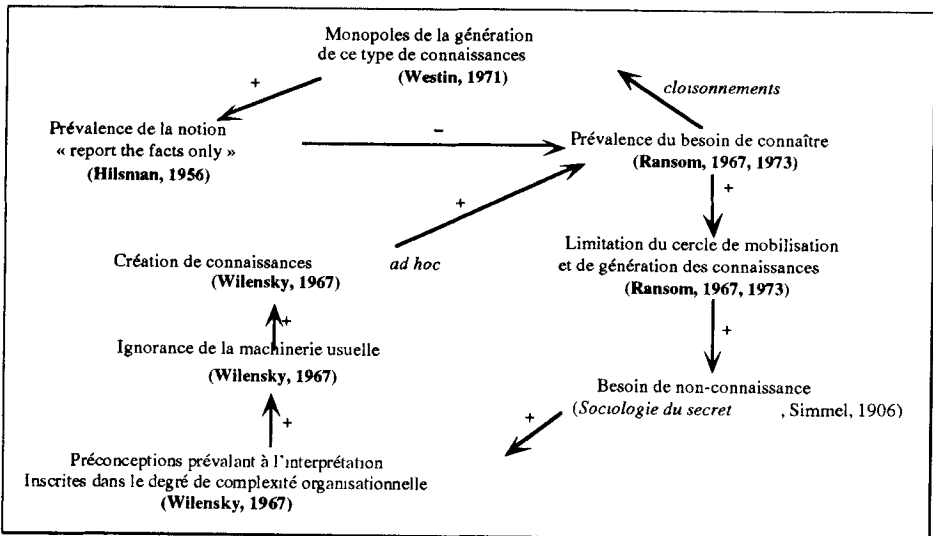 Monopoles de la génération
de ce type de connaissances
(Westin, 1971)
+
cloisonnements
Prévalence de la notion
« report the facts only »
(Hilsman, 1956)
–
Prévalence du besoin de connaître
(Ransom, 1967, 1973)
+
+
Limitation du cercle de mobilisation
et de génération des connaissances
(Ransom, 1967, 1973)
Création de connaissances
(Wilensky, 1967)
ad hoc
+
+
Ignorance de la machinerie usuelle
(Wilensky, 1967)
Besoin de non-connaissance
(Sociologie du secret , Simmel, 1906)
+
+
Préconceptions prévalant à l'interprétation
Inscrites dans le degré de complexité organisationnelle
(Wilensky, 1967)